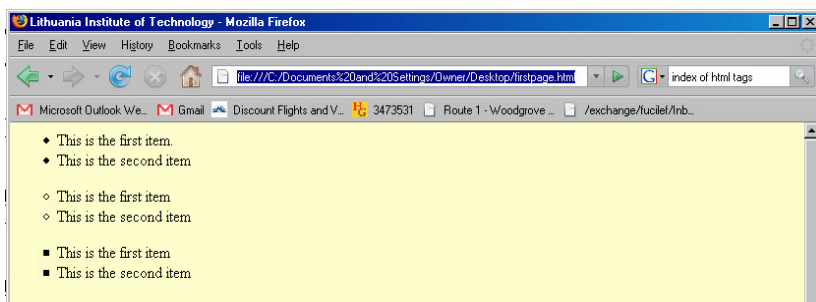 Lithuania Institute of Technology - Mozilla Firefox
File Edit View History Bookmarks Tools Help
file:///C:/Documents%20and%20Settings/Owner/Desktop/firstpage.html G index of html tags
Microsoft Outlook We... Gmail Discount Flights and V... HG 3473531 Route 1 - Woodgrove ... /exchange/fucilef/Inb...
This is the first item.
This is the second item
This is the first item
This is the second item
This is the first item
This is the second item